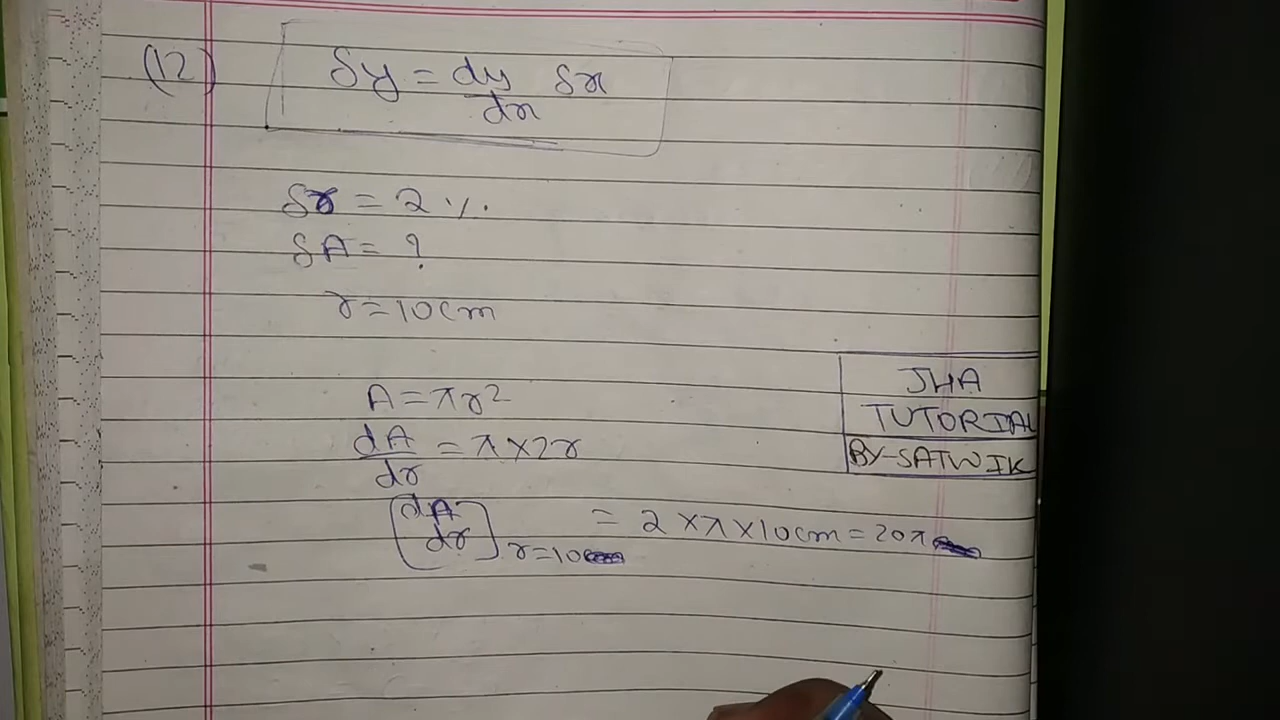 (12) δy = dy/dx δx
δr = 2 %.
δA = ?
r = 10cm
A = πr²
dA/dr = π × 2r
[dA/dr] r=10 = 2 × π × 10cm = 20π
JHA
TUTORIAL
BY-SATWIK